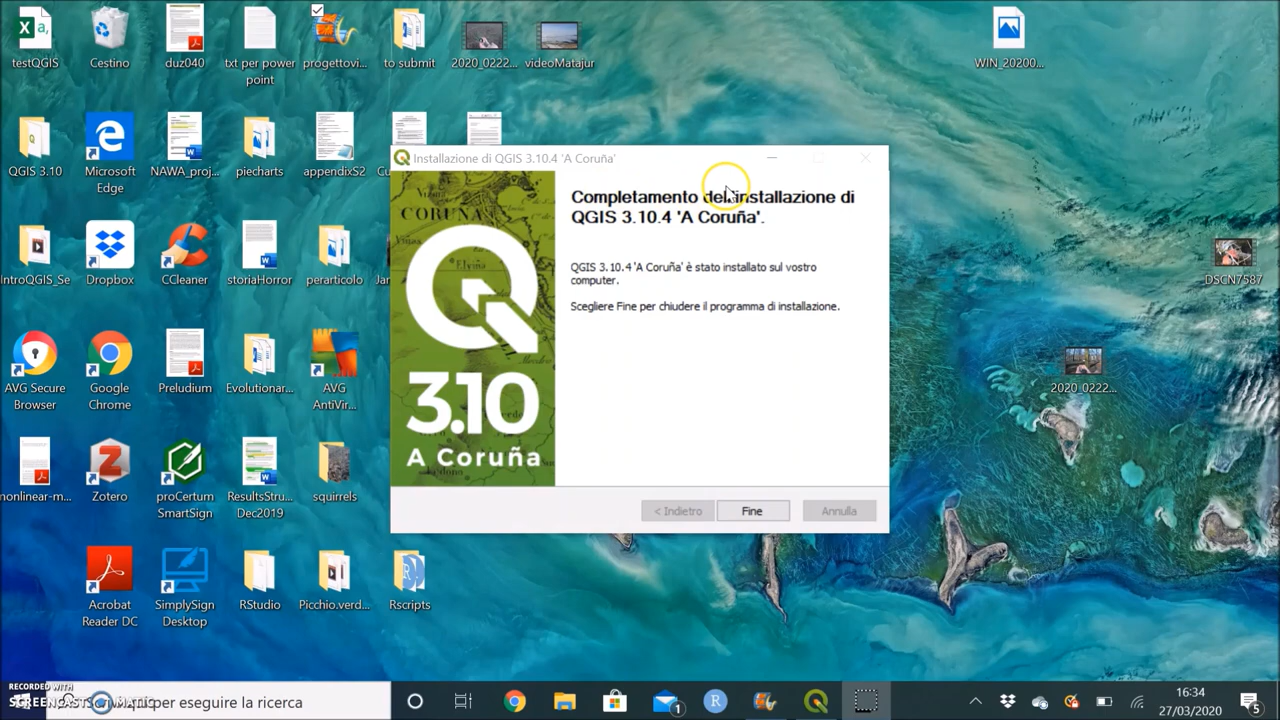 testQGIS
Cestino
duz040
txt per power
point
progettovi...
to submit
2020_0222...
videoMatajur
WIN_20200...
QGIS 3.10
Microsoft
Edge
NAWA_proj...
piecharts
appendixS2
Installazione di QGIS 3.10.4 'A Coruña'
CORUÑA
Completamento dell'installazione di
QGIS 3.10.4 'A Coruña'.
QGIS 3.10.4 'A Coruña' è stato installato sul vostro
computer.
Scegliere Fine per chiudere il programma di installazione.
3.10
A Coruña
< Indietro
Fine
Annulla
IntroQGIS_Se
Dropbox
CCleaner
storiaHorror
perarticolo
DSCN7587
AVG Secure
Browser
Google
Chrome
Preludium
Evolutionar...
AVG
AntiVir...
2020_0222...
nonlinear-m...
Zotero
proCertum
SmartSign
ResultsStru...
Dec2019
squirrels
Acrobat
Reader DC
SimplySign
Desktop
RStudio
Picchio.verd...
Rscripts
RECORDED WITH
SCREENCAST-O-MATIC
per eseguire la ricerca
1
16:34
27/03/2020
5